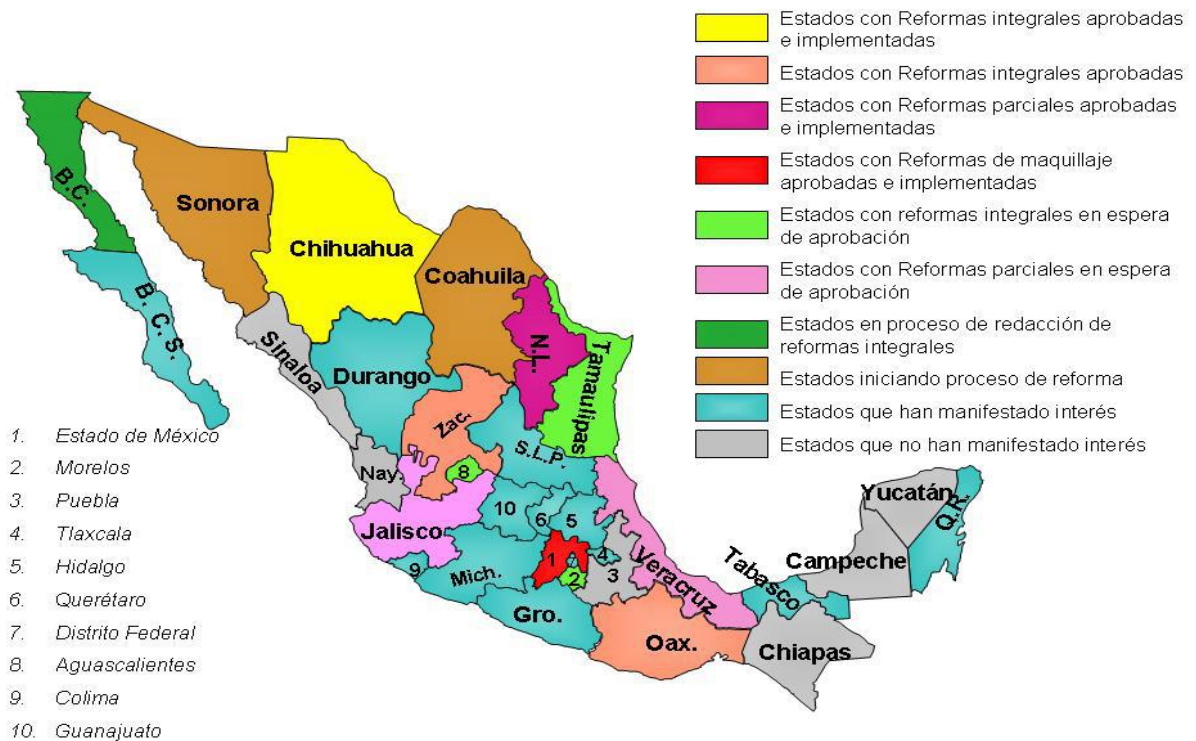 Estados con Reformas integrales aprobadas
e implementadas
Estados con Reformas integrales aprobadas
Estados con Reformas parciales aprobadas
e implementadas
Estados con Reformas de maquillaje
aprobadas e implementadas
Estados con reformas integrales en espera
de aprobación
Estados con Reformas parciales en espera
de aprobación
Estados en proceso de redacción de
reformas integrales
Estados iniciando proceso de reforma
Estados que han manifestado interés
Estados que no han manifestado interés
B.C.
Sonora
Chihuahua
Coahuila
B. C. S.
Sinaloa
Durango
N.L.
Tamaulipas
Zac.
S.L.P.
Nay.
8
Jalisco
10
6
5
9
Mich.
1
7
4
2
3
Veracruz
Gro.
Oax.
Tabasco
Chiapas
Campeche
Yucatán
Q.R.
1. Estado de México
2. Morelos
3. Puebla
4. Tlaxcala
5. Hidalgo
6. Querétaro
7. Distrito Federal
8. Aguascalientes
9. Colima
10. Guanajuato